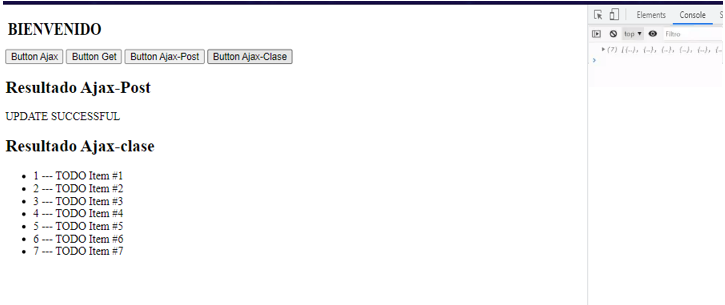 BIENVENIDO
Button Ajax Button Get Button Ajax-Post Button Ajax-Clase
Resultado Ajax-Post
UPDATE SUCCESSFUL
Resultado Ajax-clase
1 --- TODO Item #1
2 --- TODO Item #2
3 --- TODO Item #3
4 --- TODO Item #4
5 --- TODO Item #5
6 --- TODO Item #6
7 --- TODO Item #7
Elements Console S
top Filtro
(7) [{…}, {…}, {…}, {…}, {…}, {…